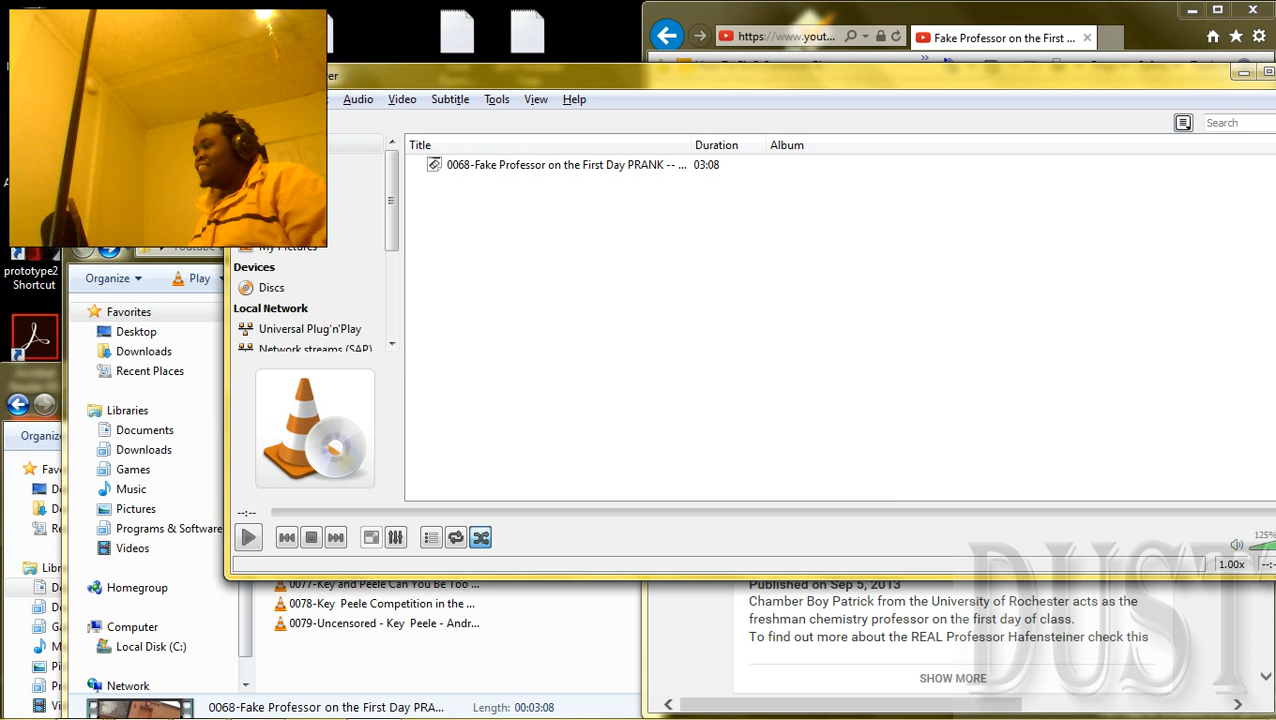 https://www.yout...
Fake Professor on the First ...
Audio
Video
Subtitle
Tools
View
Help
Search
Title
Duration
Album
0068-Fake Professor on the First Day PRANK -- ...
03:08
My Pictures
Devices
Discs
Local Network
Universal Plug'n'Play
Network streams (SAP)
prototype2
Shortcut
Organize
Play
Favorites
Desktop
Downloads
Recent Places
Libraries
Documents
Downloads
Games
Music
Pictures
Programs & Software
Videos
Homegroup
Computer
Local Disk (C:)
Network
--:--
125%
1.00x
--:-
0077-Key and Peele Can You Be Too ...
0078-Key Peele Competition in the ...
0079-Uncensored - Key Peele - Andr...
0068-Fake Professor on the First Day PRA...
Length: 00:03:08
Published on Sep 5, 2013
Chamber Boy Patrick from the University of Rochester acts as the
freshman chemistry professor on the first day of class.
To find out more about the REAL Professor Hafensteiner check this
SHOW MORE
DUST